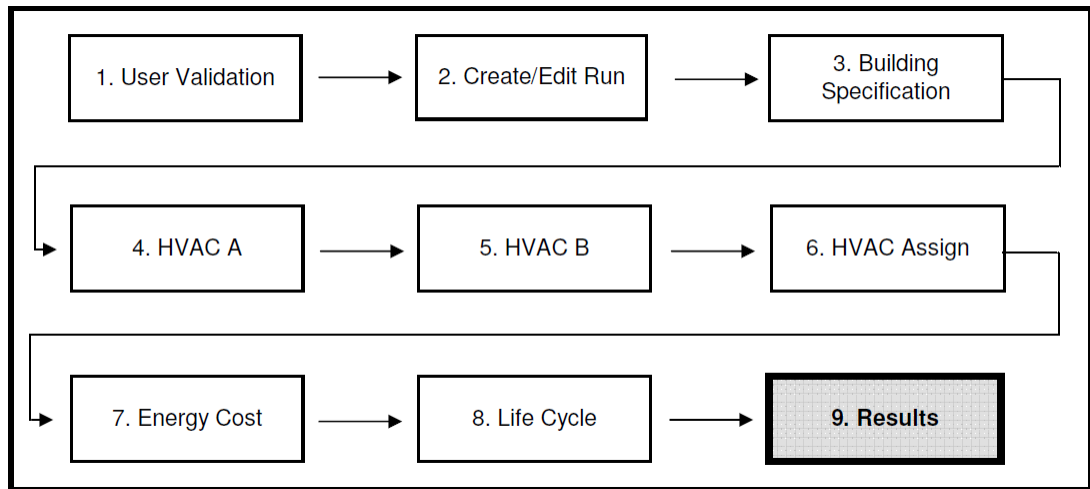 1. User Validation
2. Create/Edit Run
3. Building
Specification
4. HVAC A
5. HVAC B
6. HVAC Assign
7. Energy Cost
8. Life Cycle
9. Results